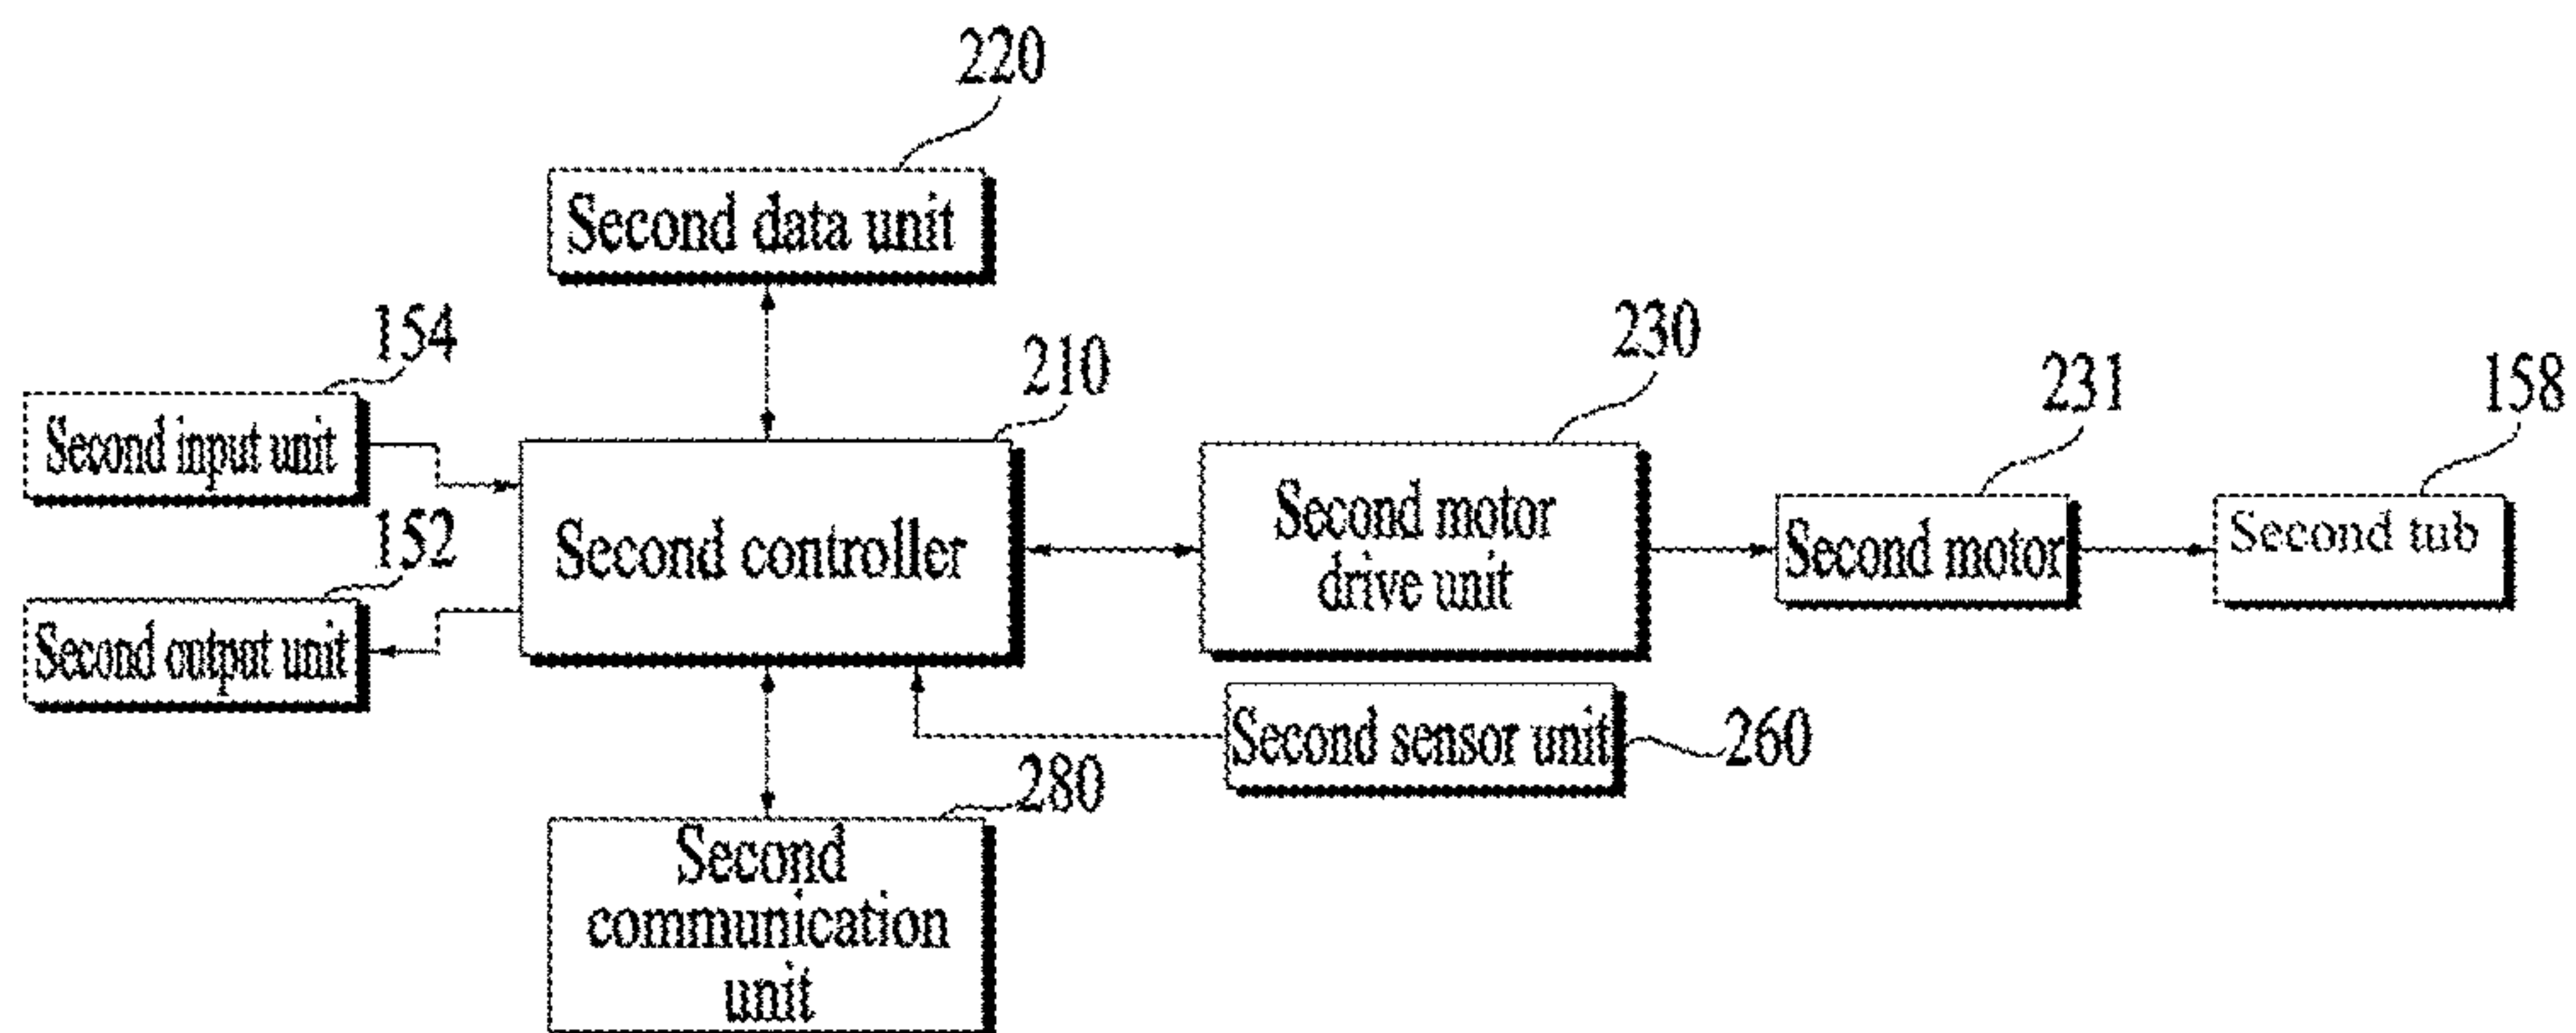 220
Second data unit
154
210
230
231
158
Second input unit
152
Second controller
Second motor
drive unit
Second motor
Second tub
Second output unit
Second sensor unit
260
280
Second
communication
unit